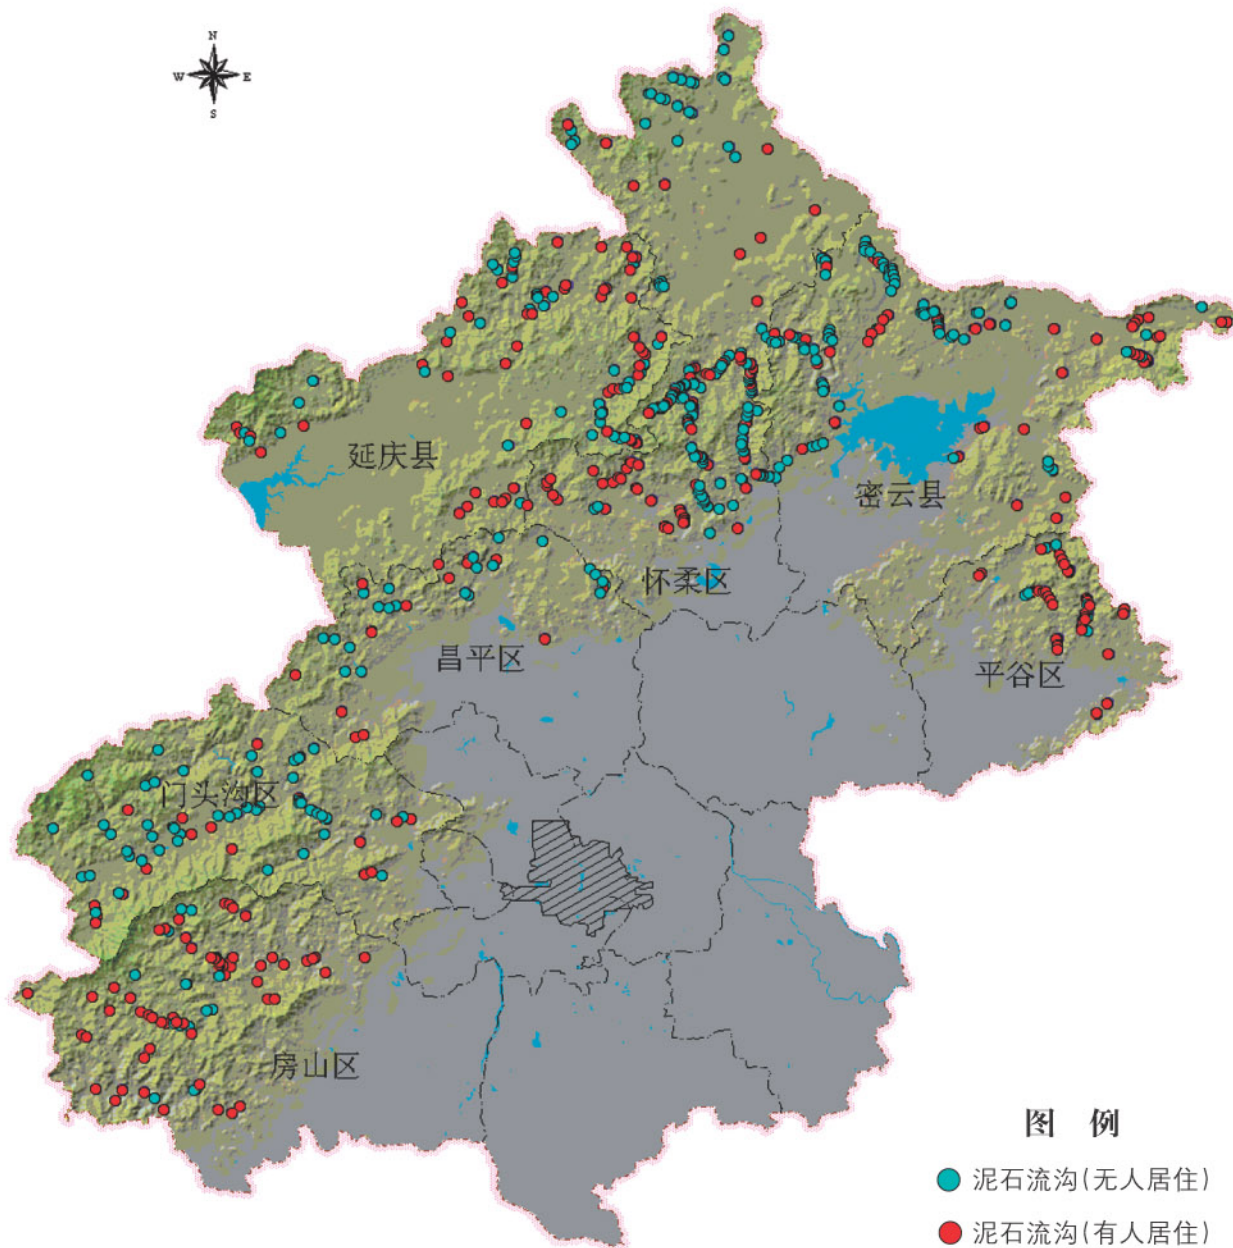 N
W E
S
延庆县
密云县
怀柔区
昌平区
平谷区
门头沟区
房山区
图 例
泥石流沟(无人居住)
泥石流沟(有人居住)